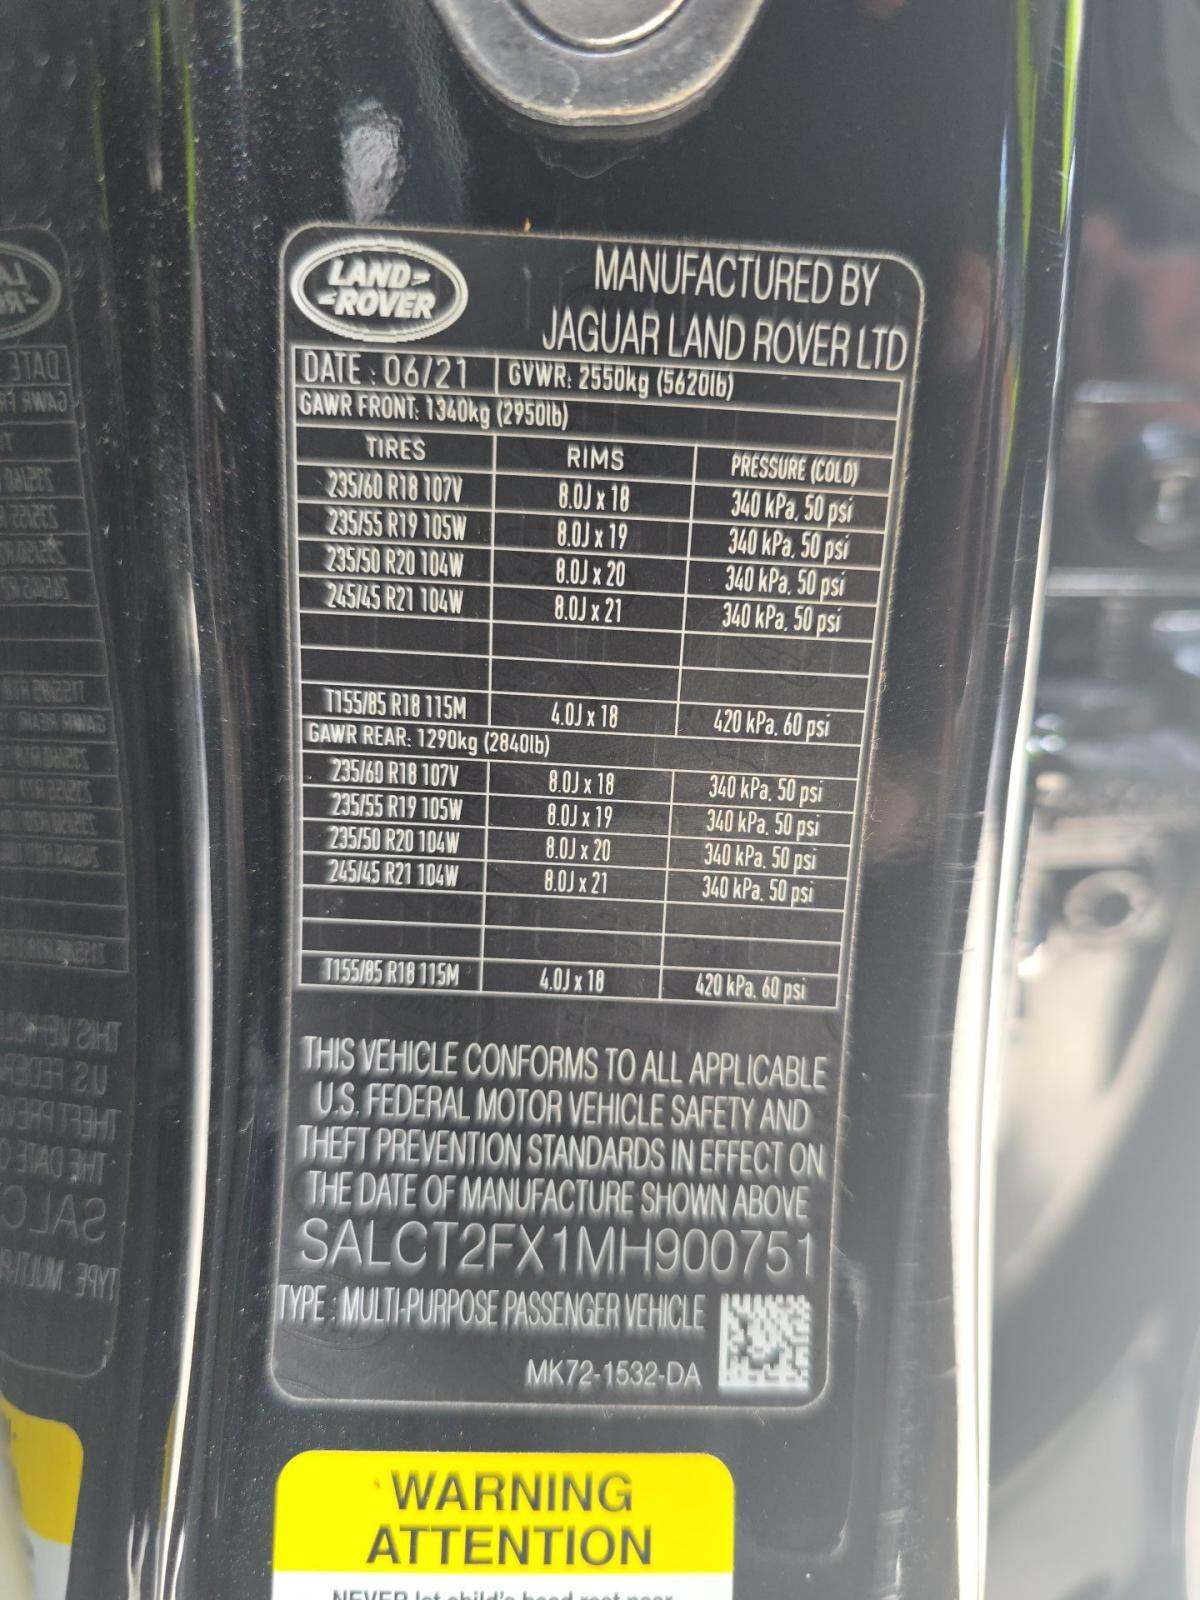 LAND
ROVER
MANUFACTURED BY
JAGUAR LAND ROVER LTD
DATE : 06/21 GVWR: 2550kg (5620lb)
GAWR FRONT: 1340kg (2950lb)
TIRES RIMS PRESSURE (COLD)
235/60 R18 107V 8.0J x 18 340 kPa, 50 psi
235/55 R19 105W 8.0J x 19 340 kPa, 50 psi
235/50 R20 104W 8.0J x 20 340 kPa, 50 psi
245/45 R21 104W 8.0J x 21 340 kPa, 50 psi
T155/85 R18 115M 4.0J x 18 420 kPa, 60 psi
GAWR REAR: 1290kg (2840lb)
235/60 R18 107V 8.0J x 18 340 kPa, 50 psi
235/55 R19 105W 8.0J x 19 340 kPa, 50 psi
235/50 R20 104W 8.0J x 20 340 kPa, 50 psi
245/45 R21 104W 8.0J x 21 340 kPa, 50 psi
T155/85 R18 115M 4.0J x 18 420 kPa, 60 psi
THIS VEHICLE CONFORMS TO ALL APPLICABLE
U.S. FEDERAL MOTOR VEHICLE SAFETY AND
THEFT PREVENTION STANDARDS IN EFFECT ON
THE DATE OF MANUFACTURE SHOWN ABOVE
SALCT2FX1MH900751
TYPE : MULTI-PURPOSE PASSENGER VEHICLE
MK72-1532-DA
WARNING
ATTENTION
NEVER let child's head rest near